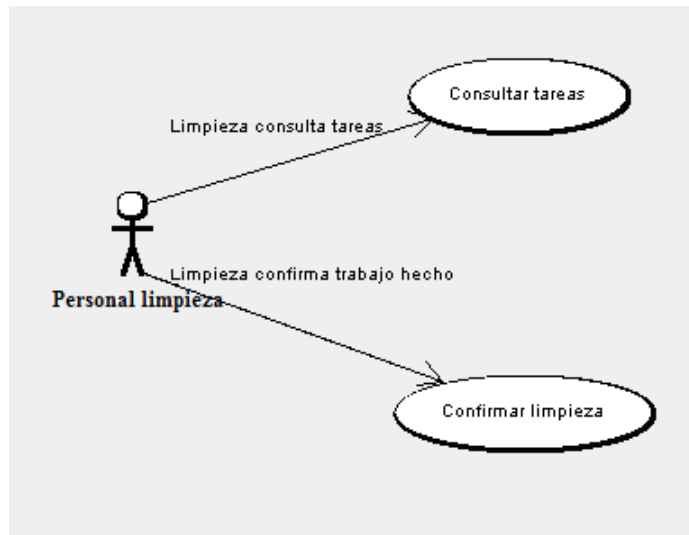 Consultar tareas
Limpieza consulta tareas
Limpieza confirma trabajo hecho
Personal limpieza
Confirmar limpieza